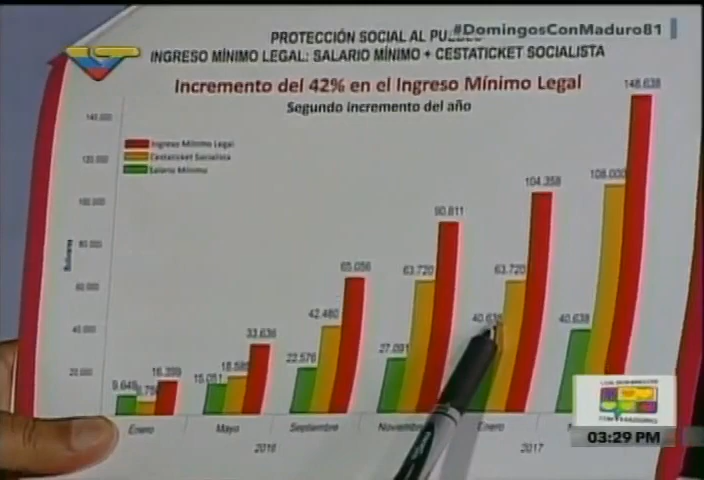 #DomingosConMaduro81
PROTECCIÓN SOCIAL AL
INGRESO MÍNIMO LEGAL: SALARIO MÍNIMO + CESTATICKET SOCIALISTA
Incremento del 42% en el Ingreso Mínimo Legal
Segundo incremento del año
148.638
140.000
Ingreso Mínimo Legal
Cestaticket Socialista
Salario Mínimo
120.000
104.358
108.000
100.000
90.811
80.000
Bolívares
65.056
63.720
63.720
60.000
42.480
40.638
40.638
40.000
33.636
27.091
22.576
20.000
18.585
15.051
16.399
9.649
Enero
Mayo
Septiembre
Noviembre
Enero
2016
2017
03:29 PM